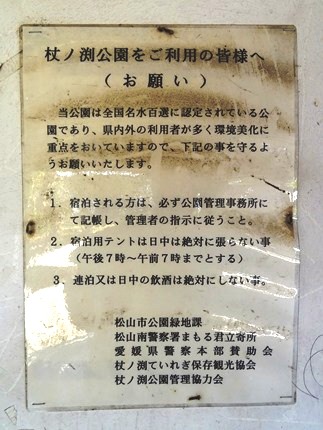 杖ノ渕公園をご利用の皆様へ
（お願い）
当公園は全国名水百選に認定されている公
園であり、県内外の利用者が多く環境美化に
重点をおいていますので、下記の事を守るよ
うお願いいたします。
1．宿泊される方は、必ず公園管理事務所に
て記帳し、管理者の指示に従うこと。
2．宿泊用テントは日中は絶対に張らない事
（午後7時〜午前7時までとする）
3．連泊又は日中の飲酒は絶対にしない事。
松山市公園緑地課
松山南警察署まもる君立寄所
愛媛県警察本部賛助会
杖ノ渕ていれぎ保存観光協会
杖ノ渕公園管理協力会